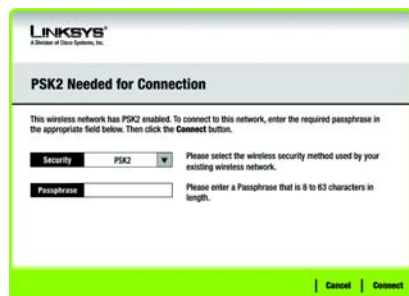 LINKSYS®
A Division of Cisco Systems, Inc.
PSK2 Needed for Connection
This wireless network has PSK2 enabled. To connect to this network, enter the required passphrase in
the appropriate field below. Then click the Connect button.
Security PSK2 Please select the wireless security method used by your
existing wireless network.
Passphrase Please enter a Passphrase that is 8 to 63 characters in
length.
Cancel Connect